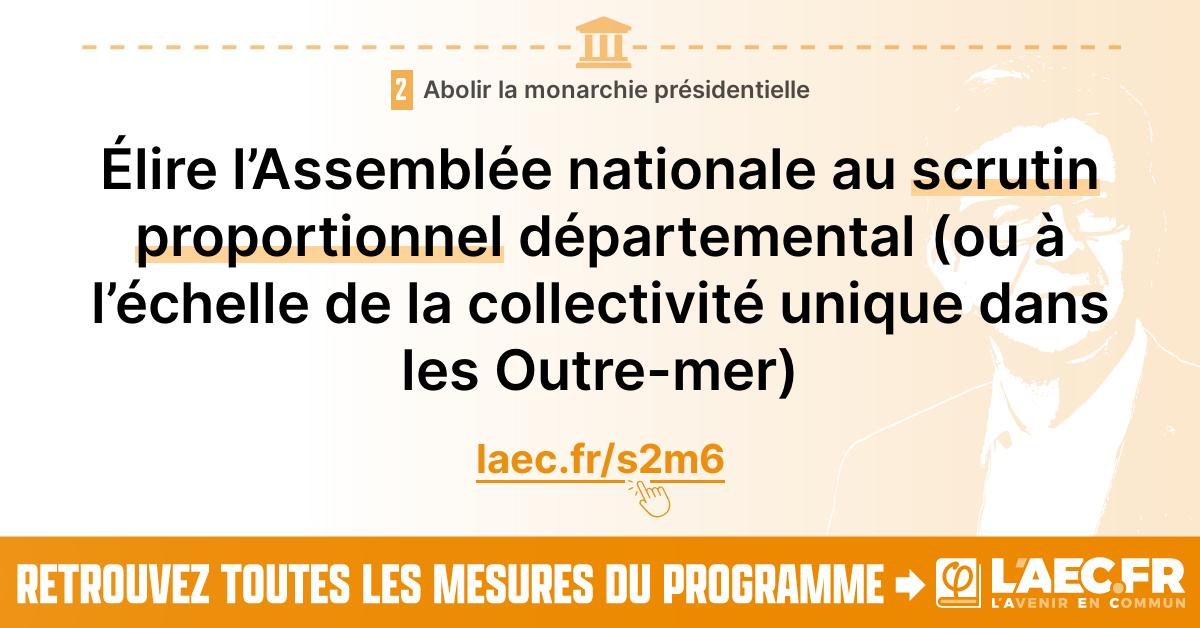 2 Abolir la monarchie présidentielle
Élire l’Assemblée nationale au scrutin
proportionnel départemental (ou à
l’échelle de la collectivité unique dans
les Outre-mer)
laec.fr/s2m6
RETROUVEZ TOUTES LES MESURES DU PROGRAMME ➡ φ L'AEC.FR
L'AVENIR EN COMMUN